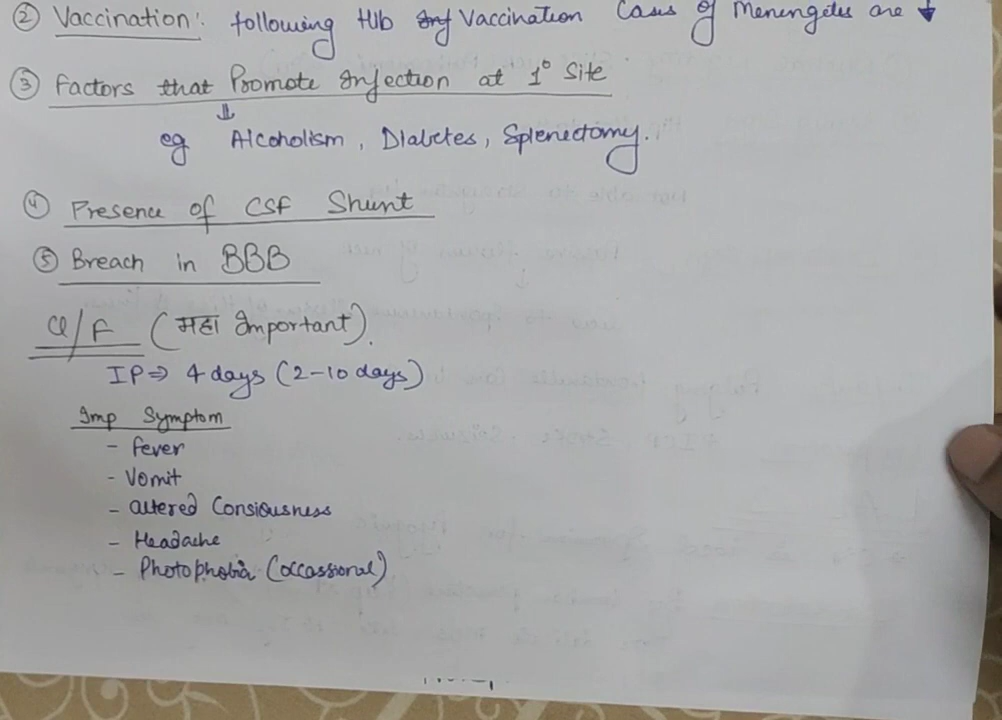 ② Vaccination: following Hib Vaccination Cases of Menengites are ↓
③ Factors that Promote Infection at 1° Site
⇓
eg Alcoholism, Diabetes, Splenectomy.
④ Presence of CSF Shunt
⑤ Breach in BBB
Cl/F (महा Important).
IP ⇒ 4 days (2-10 days)
Imp Symptom
- Fever
- Vomit
- altered Consiousness
- Headache
- Photophobia (occassional)